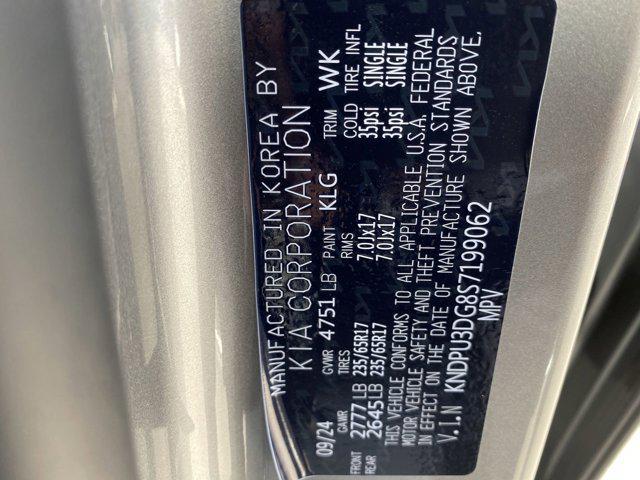 MANUFACTURED IN KOREA BY
KIA CORPORATION
09/24 GVWR 4751 LB PAINT KLG TRIM WK
GAWR TIRES RIMS COLD TIRE INFL
FRONT 2777 LB 235/65R17 7.0JX17 35psi SINGLE
REAR 2645 LB 235/65R17 7.0JX17 35psi SINGLE
THIS VEHICLE CONFORMS TO ALL APPLICABLE U.S.A. FEDERAL
MOTOR VEHICLE SAFETY AND THEFT PREVENTION STANDARDS
IN EFFECT ON THE DATE OF MANUFACTURE SHOWN ABOVE.
V.I.N KNDPU3DG8S7199062
MPV